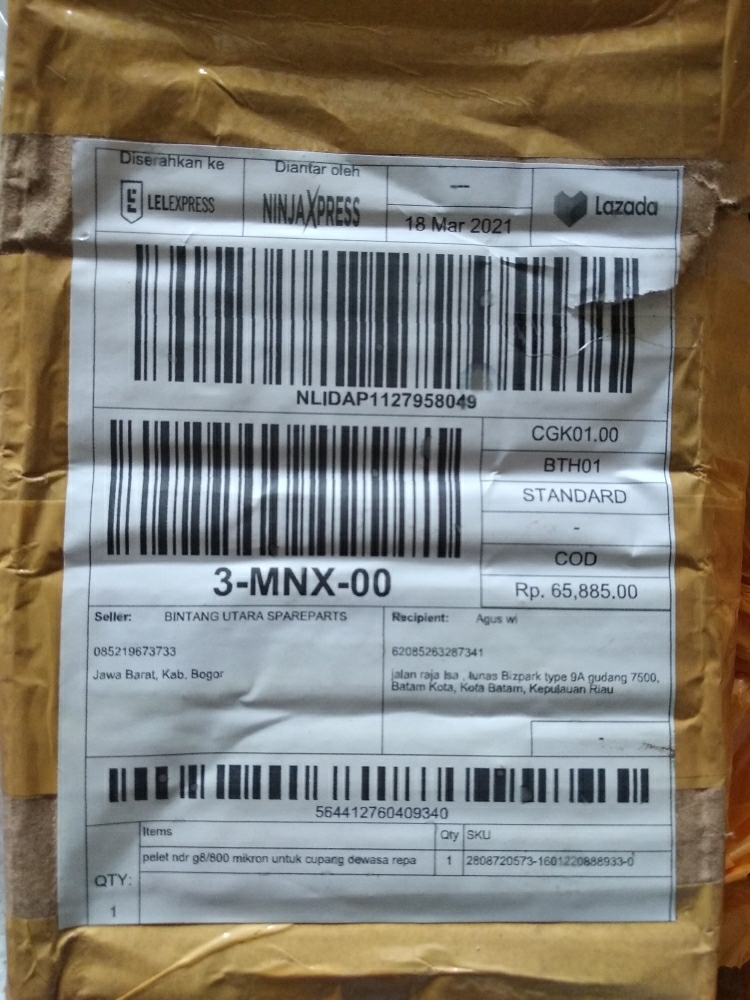 Diserahkan ke
LELEXPRESS
Diantar oleh
NINJAXPRESS
---
18 Mar 2021
Lazada
NLIDAP1127958049
CGK01.00
BTH01
STANDARD
-
COD
Rp. 65,885.00
3-MNX-00
Seller: BINTANG UTARA SPAREPARTS
085219673733
Jawa Barat, Kab. Bogor
Recipient: Agus wi
62085263287341
jalan raja Isa , lunas Bizpark type 9A gudang 7500,
Batam Kota, Kota Batam, Kepulauan Riau
-
564412760409340
Items Qty SKU
pelet ndr g8/800 mikron untuk cupang dewasa repa 1 2808720573-1601220888933-0
QTY:
1